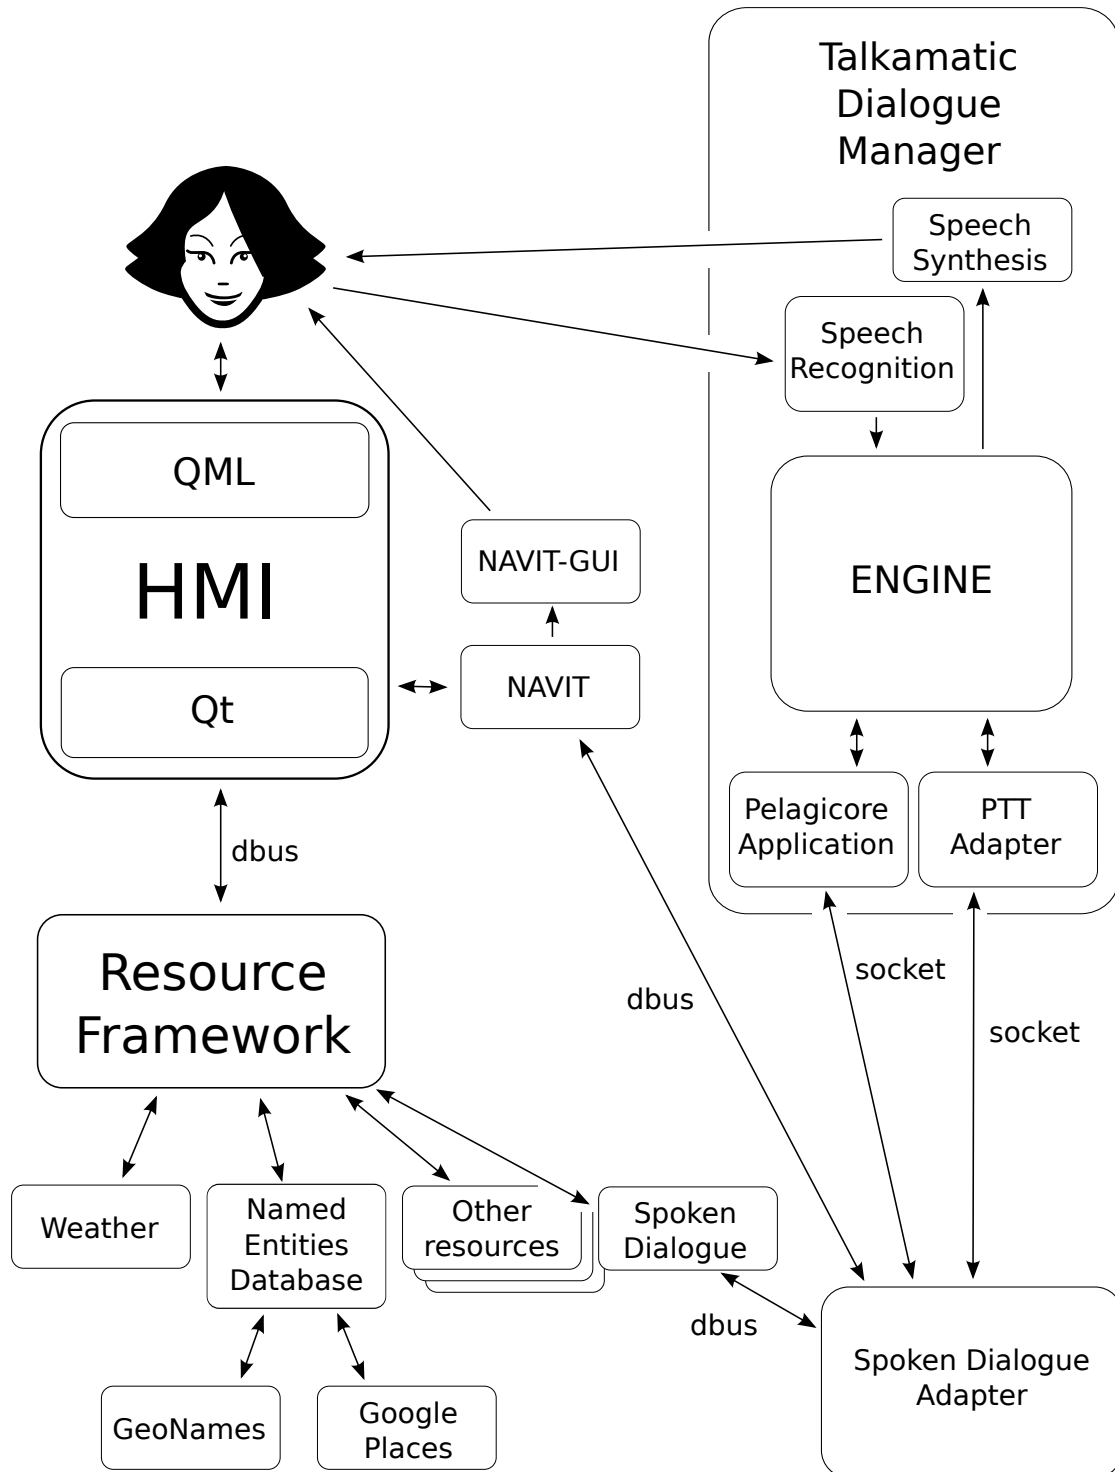 Talkamatic
Dialogue
Manager
Speech
Synthesis
Speech
Recognition
QML
HMI
Qt
NAVIT-GUI
NAVIT
ENGINE
Pelagicore
Application
PTT
Adapter
dbus
Resource
Framework
dbus
socket
socket
Weather
Named
Entities
Database
Other
resources
Spoken
Dialogue
dbus
Spoken Dialogue
Adapter
GeoNames
Google
Places